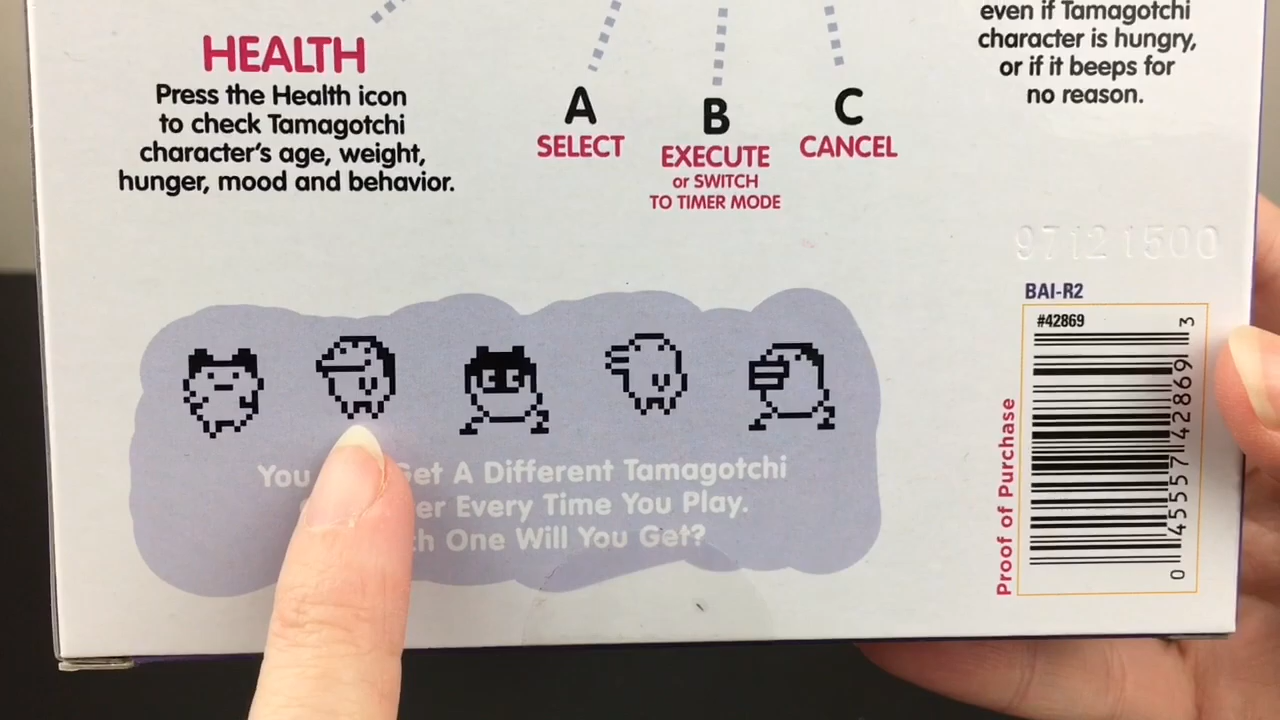 HEALTH
Press the Health icon
to check Tamagotchi
character's age, weight,
hunger, mood and behavior.
A
SELECT
B
EXECUTE
or SWITCH
TO TIMER MODE
C
CANCEL
even if Tamagotchi
character is hungry,
or if it beeps for
no reason.
97121500
BAI-R2
#42869
Proof of Purchase
0 45557 42869 3
You Get A Different Tamagotchi
Every Time You Play.
One Will You Get?